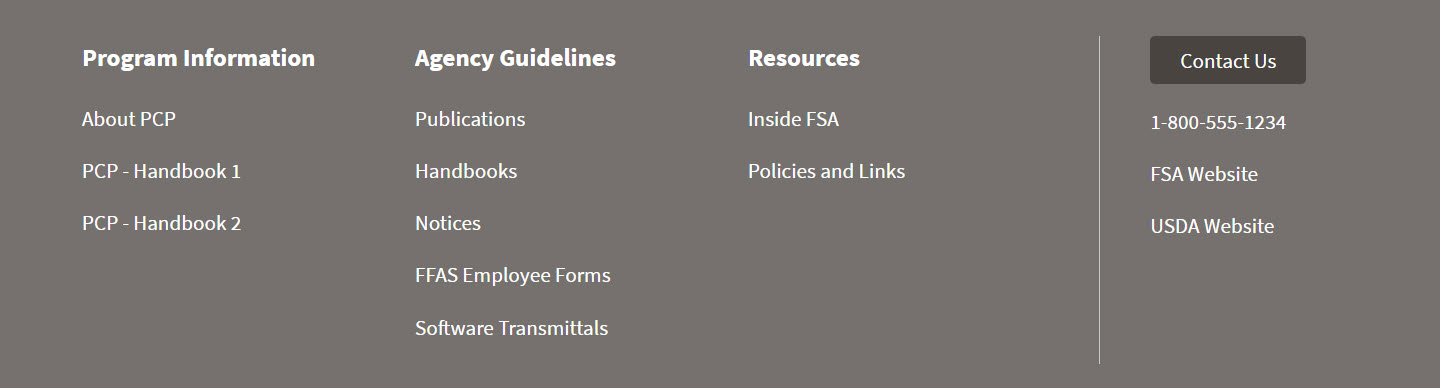 Program Information
About PCP
PCP - Handbook 1
PCP - Handbook 2
Agency Guidelines
Publications
Handbooks
Notices
FFAS Employee Forms
Software Transmittals
Resources
Inside FSA
Policies and Links
Contact Us
1-800-555-1234
FSA Website
USDA Website